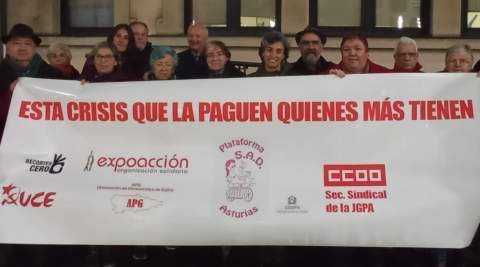 ESTA CRISIS QUE LA PAGUEN QUIENES MÁS TIENEN
RECORTES
CERO
expoacción
organización solidaria
UCE
APG
Plataforma
S.A.D.
Asturias
CCOO
Sec. Sindical
de la JGPA